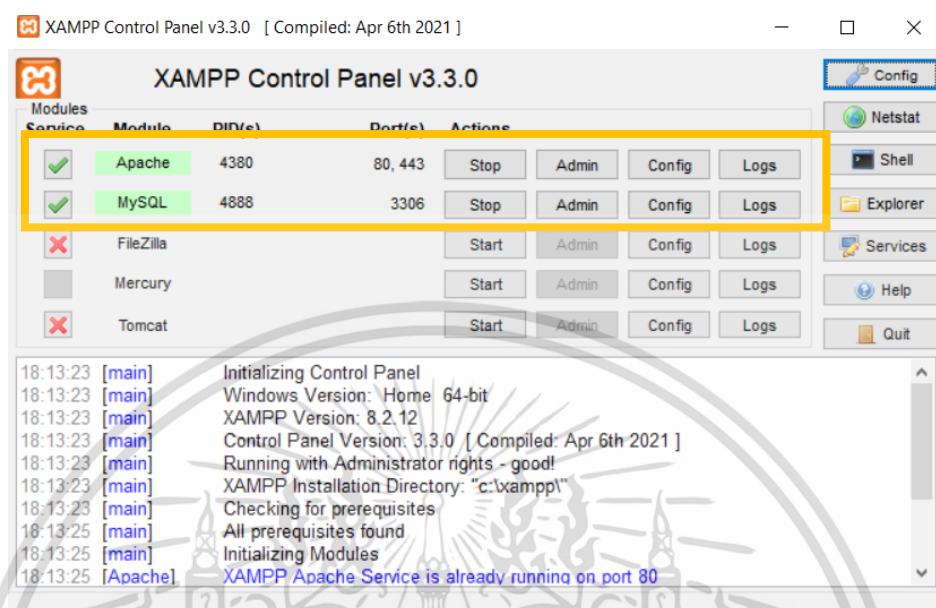 XAMPP Control Panel v3.3.0 [ Compiled: Apr 6th 2021 ]
XAMPP Control Panel v3.3.0
Config
Modules
Service Module PID(s) Port(s) Actions
Netstat
Apache 4380 80, 443 Stop Admin Config Logs
Shell
MySQL 4888 3306 Stop Admin Config Logs
Explorer
FileZilla Start Admin Config Logs
Services
Mercury Start Admin Config Logs
Help
Tomcat Start Admin Config Logs
Quit
18:13:23 [main] Initializing Control Panel
18:13:23 [main] Windows Version: Home 64-bit
18:13:23 [main] XAMPP Version: 8.2.12
18:13:23 [main] Control Panel Version: 3.3.0 [ Compiled: Apr 6th 2021 ]
18:13:23 [main] Running with Administrator rights - good!
18:13:23 [main] XAMPP Installation Directory: "c:\xampp\"
18:13:23 [main] Checking for prerequisites
18:13:25 [main] All prerequisites found
18:13:25 [main] Initializing Modules
18:13:25 [Apache] XAMPP Apache Service is already running on port 80